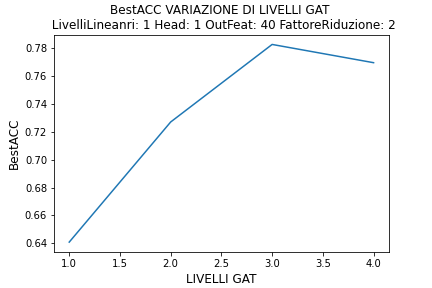 BestACC VARIAZIONE DI LIVELLI GAT
LivelliLineanri: 1 Head: 1 OutFeat: 40 FattoreRiduzione: 2
BestACC
0.78
0.76
0.74
0.72
0.70
0.68
0.66
0.64
1.0 1.5 2.0 2.5 3.0 3.5 4.0
LIVELLI GAT